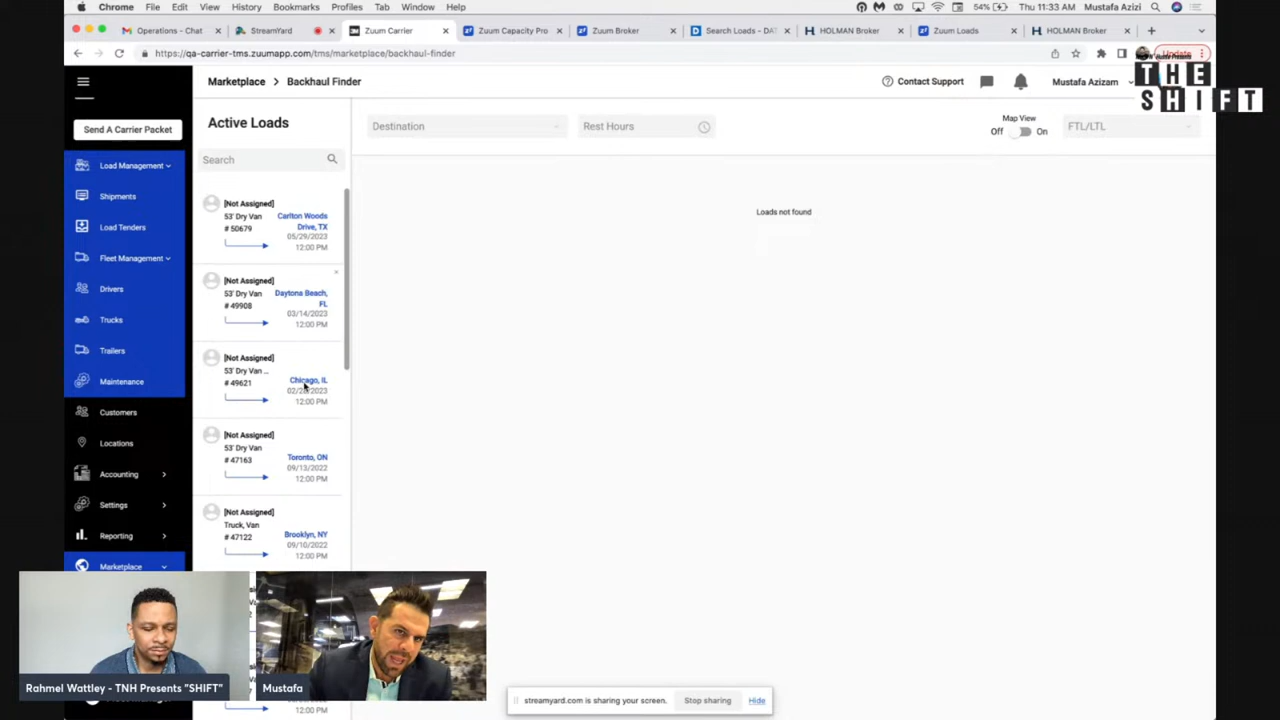 Chrome File Edit View History Bookmarks Profiles Tab Window Help
54% Thu 11:33 AM Mustafa Azizi
Operations - Chat
StreamYard
Zuum Carrier
Zuum Capacity Pro
Zuum Broker
Search Loads - DAT
HOLMAN Broker
Zuum Loads
HOLMAN Broker
https://qa-carrier-tms.zuumapp.com/tms/marketplace/backhaul-finder
Update
THE
SHIFT
Marketplace > Backhaul Finder
Contact Support
Mustafa Azizam
Send A Carrier Packet
Load Management
Shipments
Load Tenders
Fleet Management
Drivers
Trucks
Trailers
Maintenance
Customers
Locations
Accounting
Settings
Reporting
Marketplace
Active Loads
Search
[Not Assigned]
53' Dry Van
# 50679
Carlton Woods
Drive, TX
05/29/2023
12:00 PM
[Not Assigned]
53' Dry Van
# 49908
Daytona Beach,
FL
03/14/2023
12:00 PM
[Not Assigned]
53' Dry Van ...
# 49621
Chicago, IL
12:00 PM
[Not Assigned]
53' Dry Van
# 47163
Toronto, ON
09/13/2022
12:00 PM
[Not Assigned]
Truck, Van
# 47122
Brooklyn, NY
09/10/2022
12:00 PM
12:00 PM
Destination
Rest Hours
Map View
Off On
FTL/LTL
Loads not found
Rahmel Wattley - TNH Presents "SHIFT"
Mustafa
streamyard.com is sharing your screen.
Stop sharing
Hide